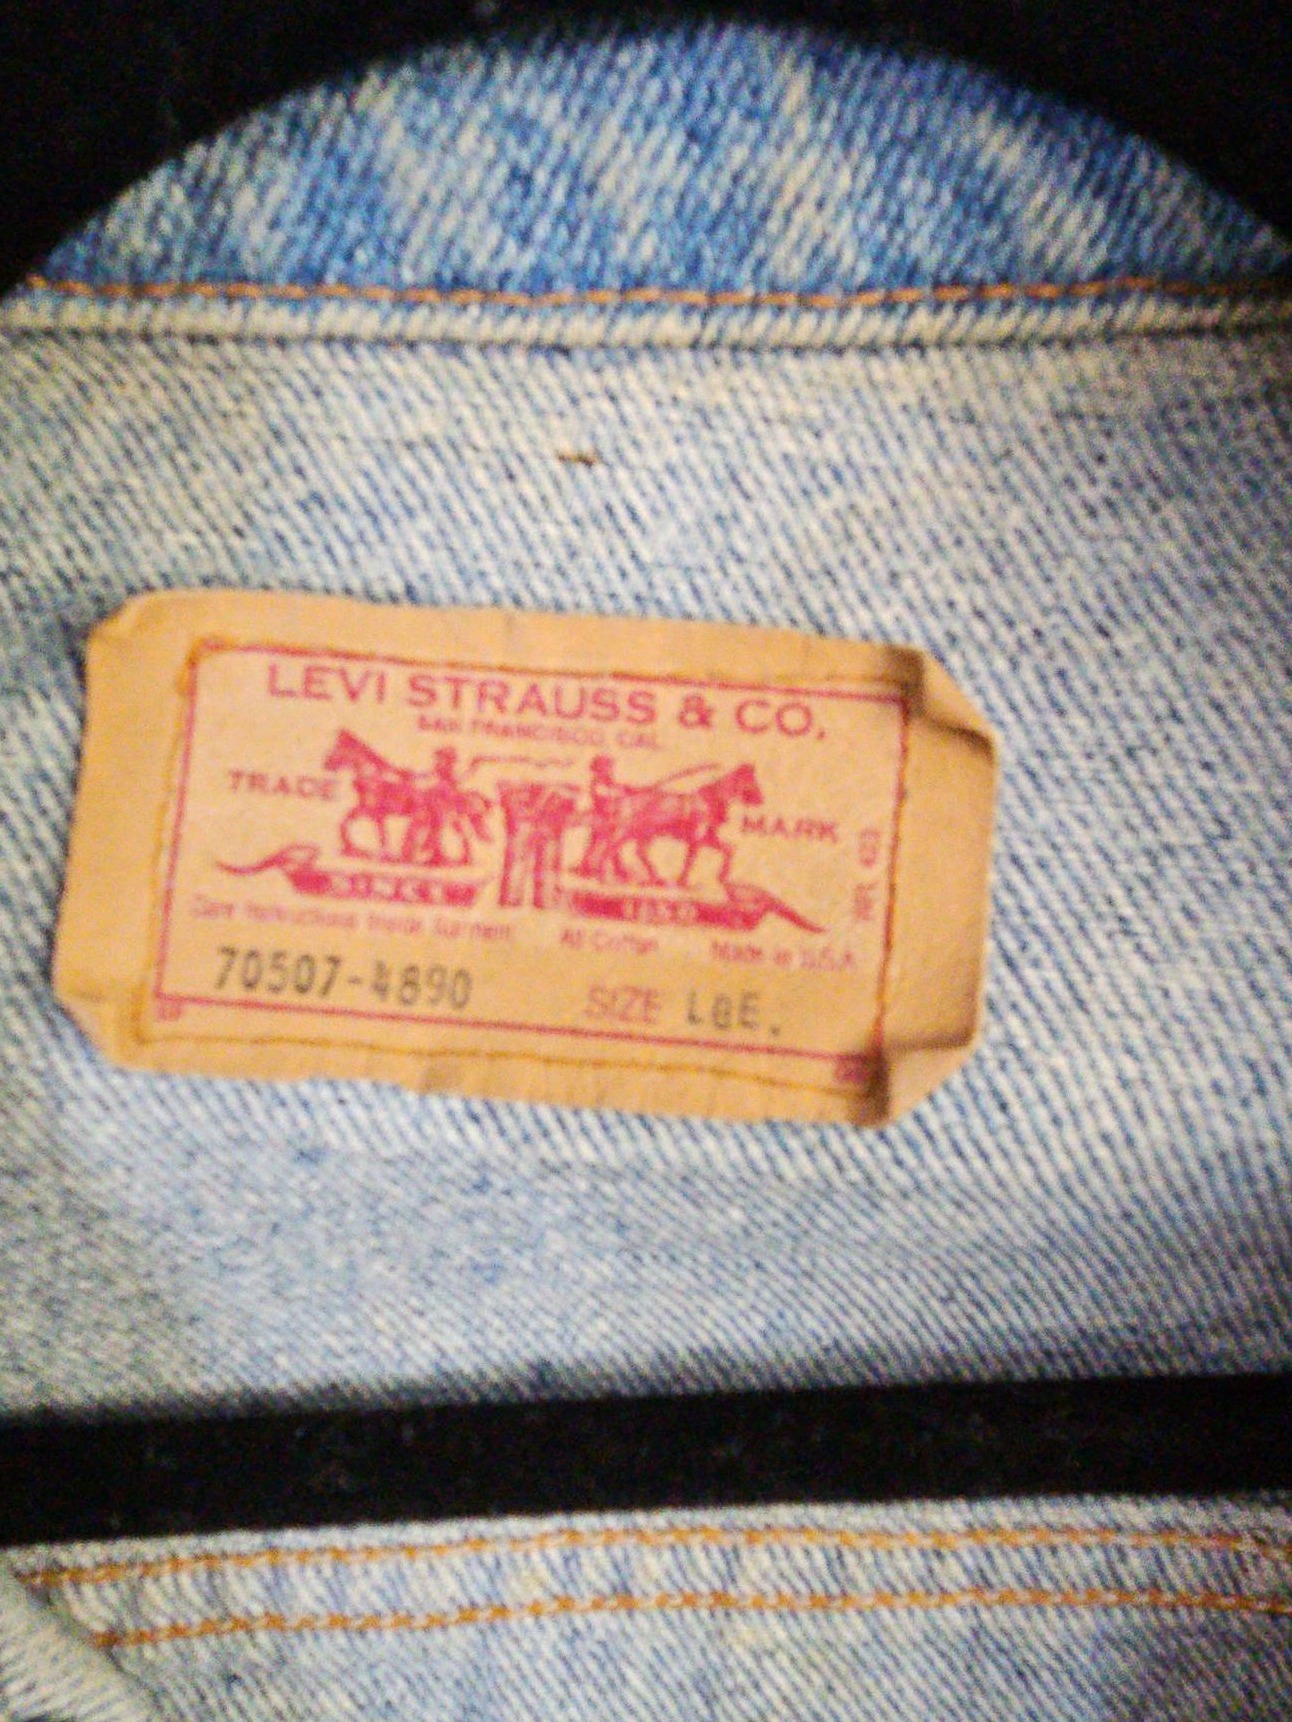 LEVI STRAUSS & CO.
SAN FRANCISCO, CAL.
TRADE MARK
SINCE 1850
Care Instructions Inside Garment All Cotton Made in U.S.A.
70507-4890 SIZE LGE.